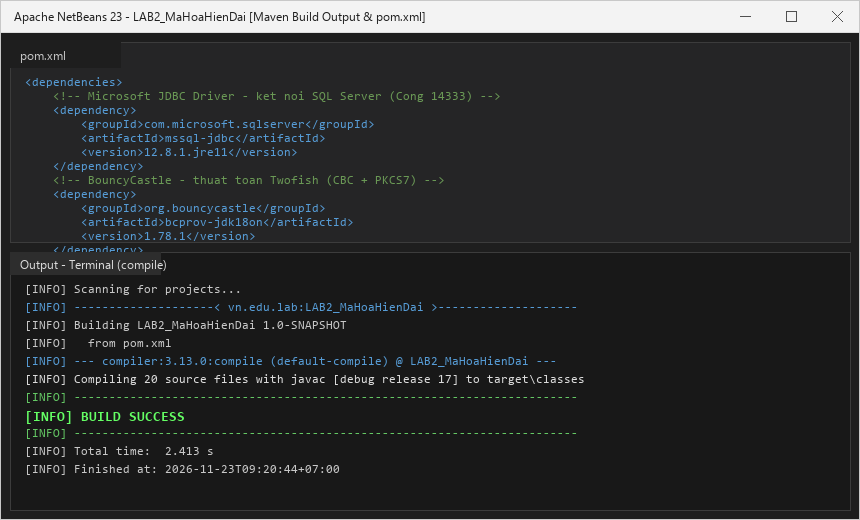 Apache NetBeans 23 - LAB2_MaHoaHienDai [Maven Build Output & pom.xml]
pom.xml
<dependencies>
<!-- Microsoft JDBC Driver - ket noi SQL Server (Cong 14333) -->
<dependency>
<groupId>com.microsoft.sqlserver</groupId>
<artifactId>mssql-jdbc</artifactId>
<version>12.8.1.jre11</version>
</dependency>
<!-- BouncyCastle - thuat toan Twofish (CBC + PKCS7) -->
<dependency>
<groupId>org.bouncycastle</groupId>
<artifactId>bcprov-jdk18on</artifactId>
<version>1.78.1</version>
</dependency>
Output - Terminal (compile)
[INFO] Scanning for projects...
[INFO] --------------------< vn.edu.lab:LAB2_MaHoaHienDai >--------------------
[INFO] Building LAB2_MaHoaHienDai 1.0-SNAPSHOT
[INFO]   from pom.xml
[INFO] --- compiler:3.13.0:compile (default-compile) @ LAB2_MaHoaHienDai ---
[INFO] Compiling 20 source files with javac [debug release 17] to target\classes
[INFO] ------------------------------------------------------------------------
[INFO] BUILD SUCCESS
[INFO] ------------------------------------------------------------------------
[INFO] Total time:  2.413 s
[INFO] Finished at: 2026-11-23T09:20:44+07:00